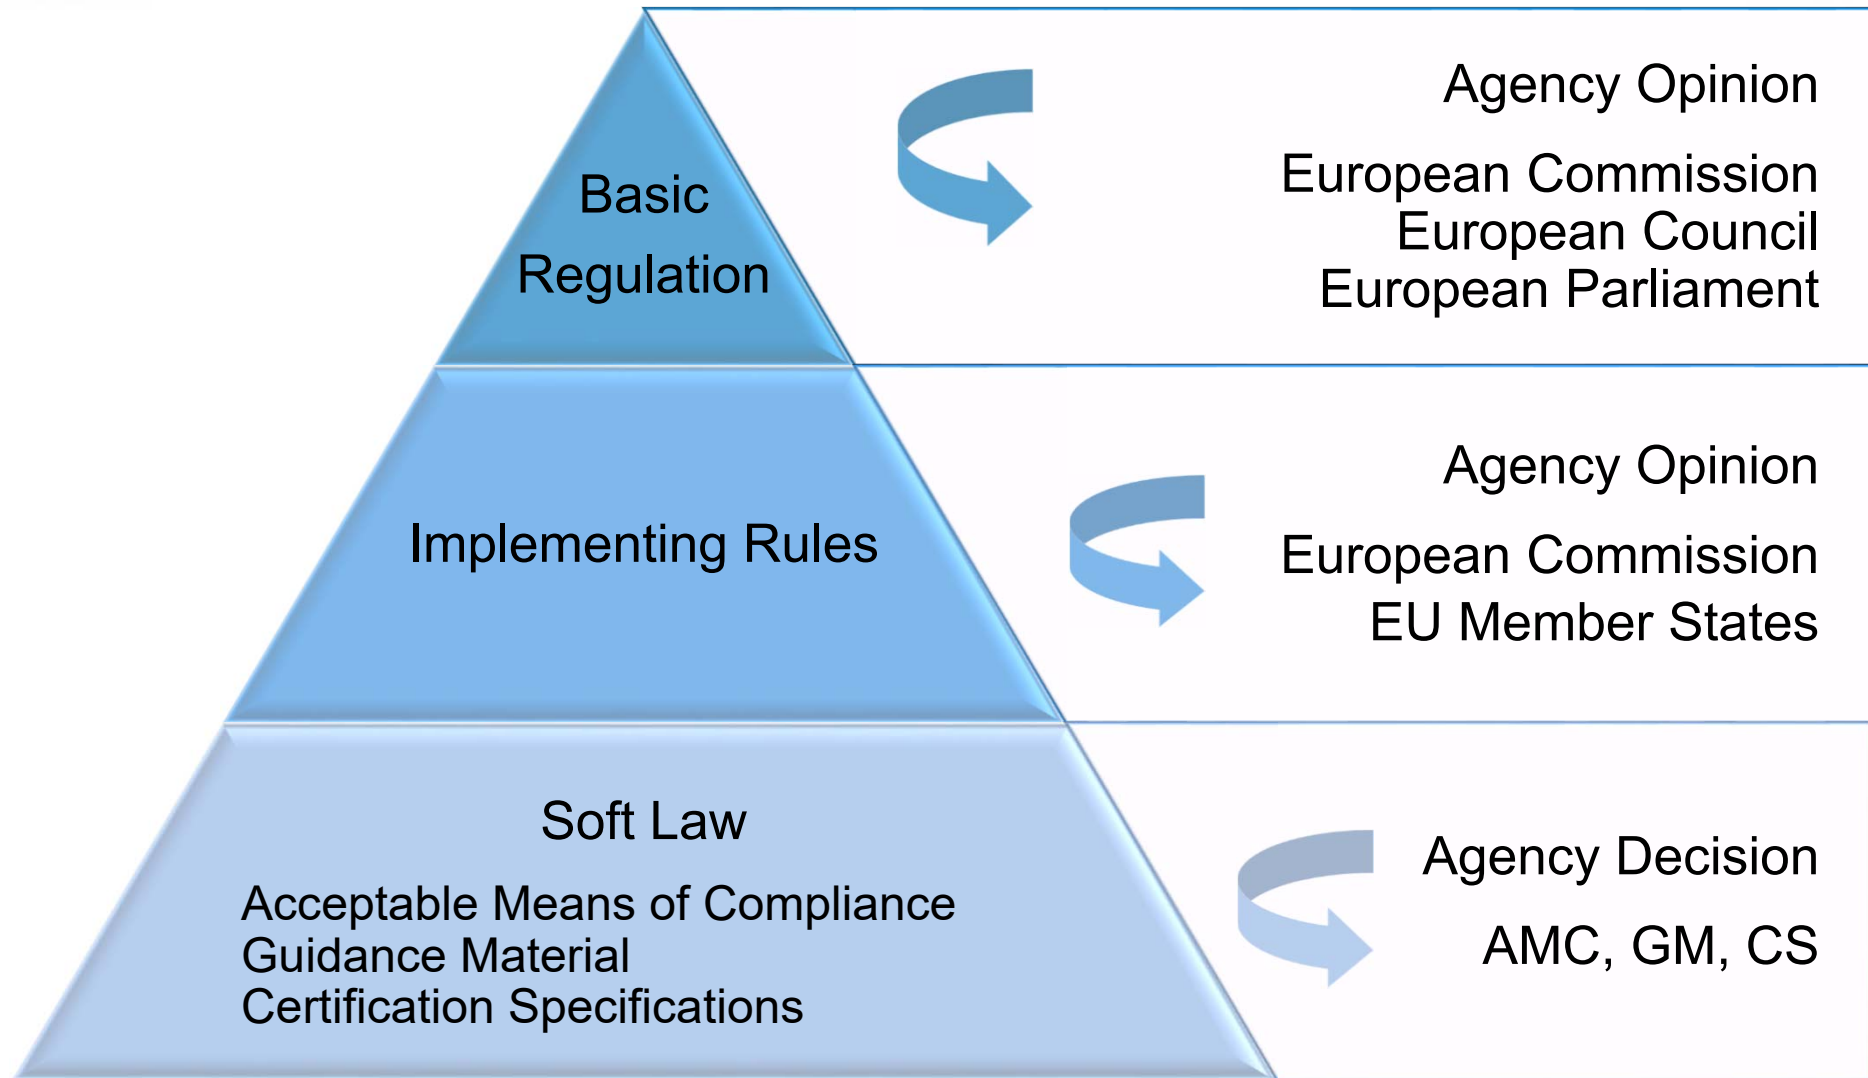 Basic
Regulation
Agency Opinion
European Commission
European Council
European Parliament
Implementing Rules
Agency Opinion
European Commission
EU Member States
Soft Law
Acceptable Means of Compliance
Guidance Material
Certification Specifications
Agency Decision
AMC, GM, CS